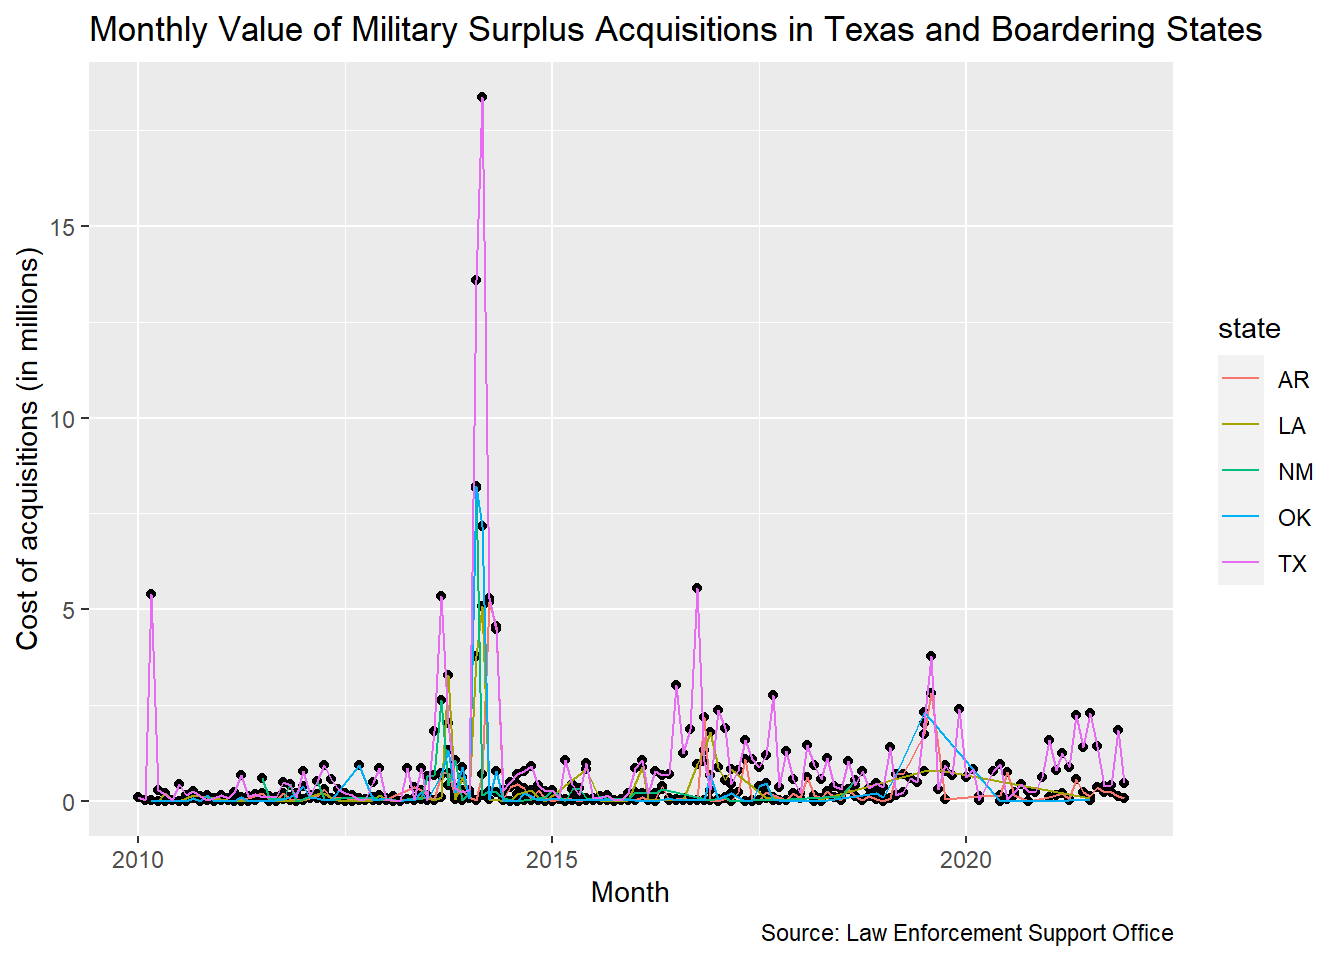 Monthly Value of Military Surplus Acquisitions in Texas and Boardering States
Cost of acquisitions (in millions)
15
10
5
0
2010
2015
2020
Month
state
AR
LA
NM
OK
TX
Source: Law Enforcement Support Office